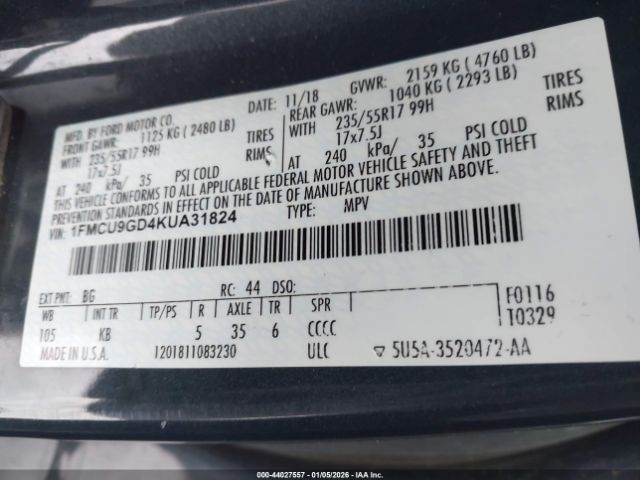 MFD. BY FORD MOTOR CO. DATE: 11/18 GVWR: 2159 KG ( 4760 LB)
FRONT GAWR: 1125 KG ( 2480 LB) REAR GAWR: 1040 KG ( 2293 LB)
WITH 235/55R17 99H TIRES WITH 235/55R17 99H TIRES
17x7.5J RIMS 17x7.5J RIMS
AT 240 kPa/ 35 PSI COLD AT 240 kPa/ 35 PSI COLD
THIS VEHICLE CONFORMS TO ALL APPLICABLE FEDERAL MOTOR VEHICLE SAFETY AND THEFT
PREVENTION STANDARDS IN EFFECT ON THE DATE OF MANUFACTURE SHOWN ABOVE.
VIN: 1FMCU9GD4KUA31824 TYPE: MPV
EXT PNT: BG RC: 44 DSO: F0116
WB INT TR TP/PS R AXLE TR SPR T0329
105 KB 5 35 6 CCCC
MADE IN U.S.A. 1201811083230 ULC 5U5A-3520472-AA
000-44027557 - 01/05/2026 - IAA Inc.